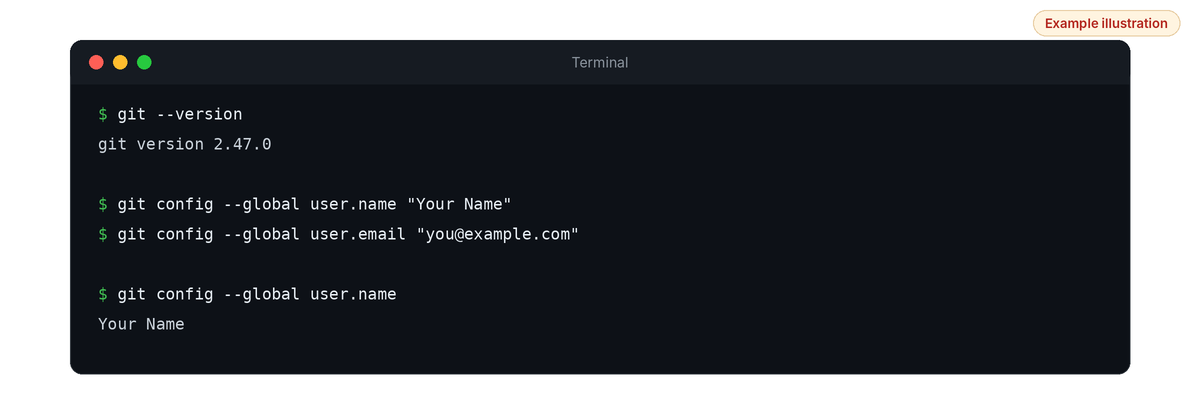 Example illustration
Terminal
$ git --version
git version 2.47.0
$ git config --global user.name "Your Name"
$ git config --global user.email "you@example.com"
$ git config --global user.name
Your Name